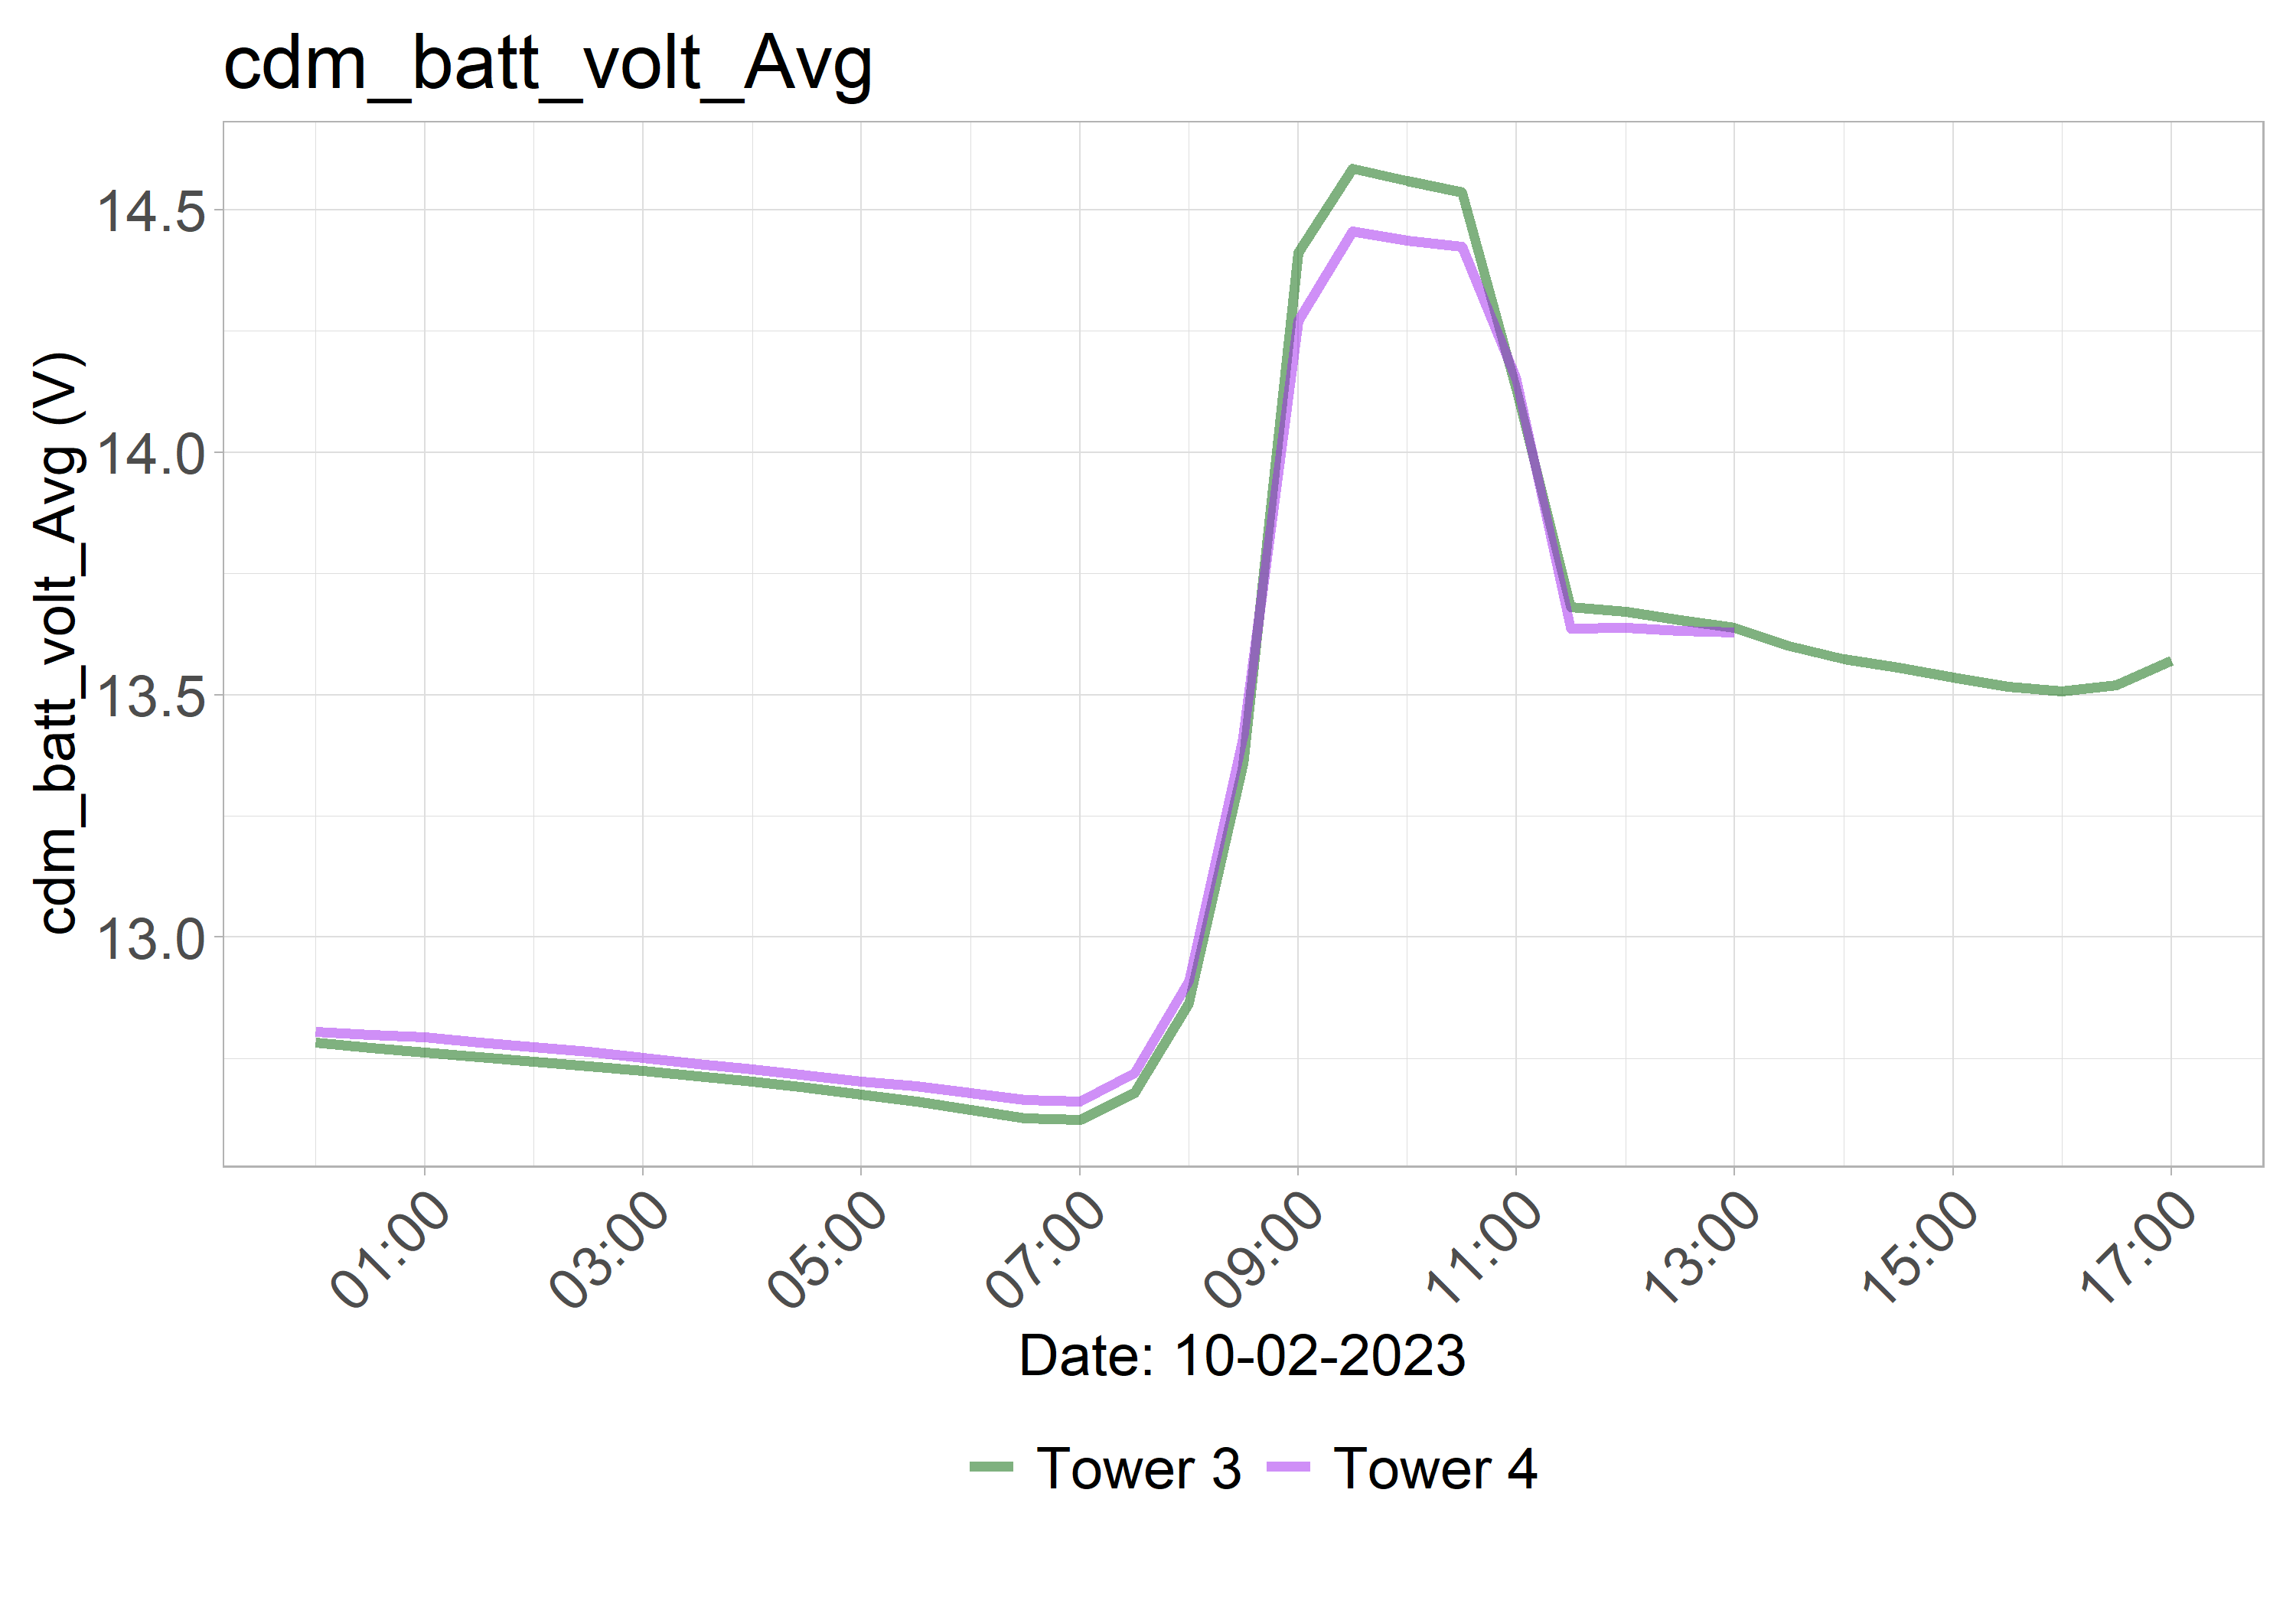 cdm_batt_volt_Avg
cdm_batt_volt_Avg (V)
14.5
14.0
13.5
13.0
01:00
03:00
05:00
07:00
09:00
11:00
13:00
15:00
17:00
Date: 10-02-2023
Tower 3
Tower 4